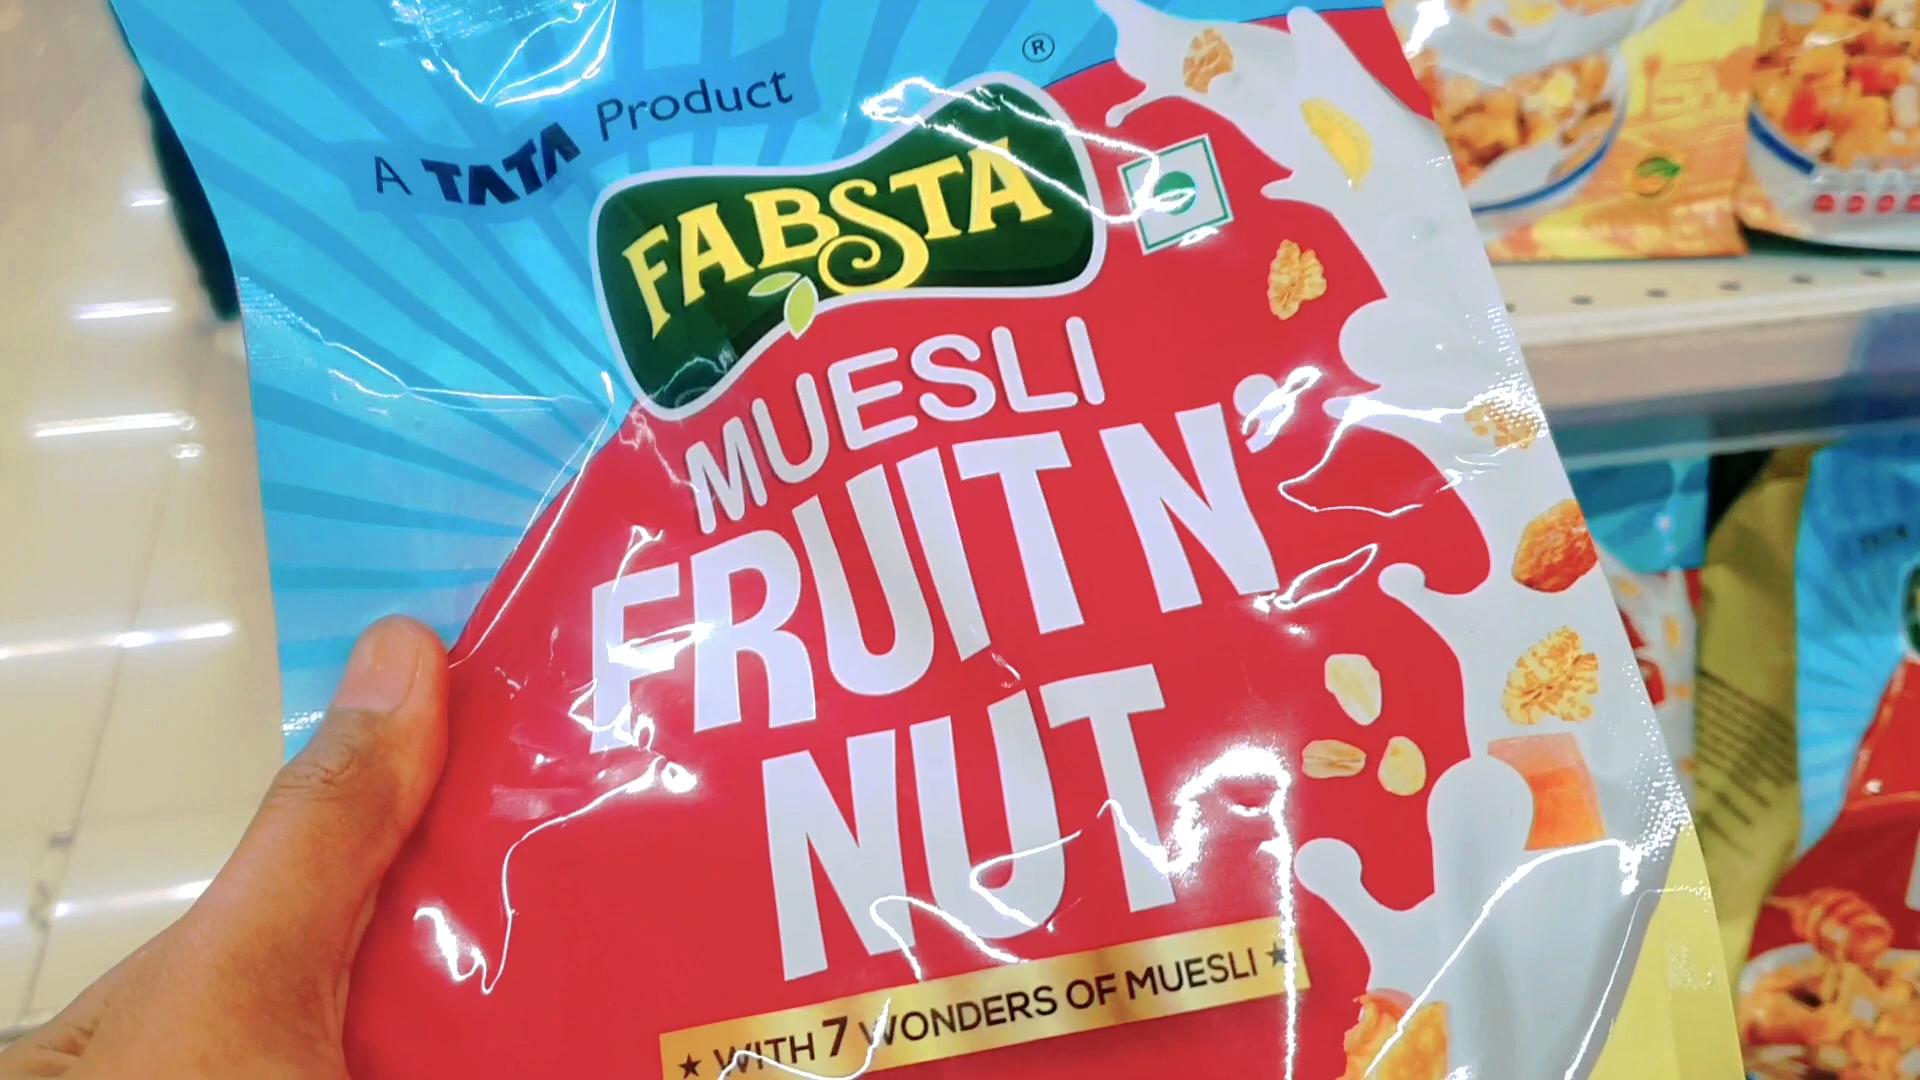 A TATA Product
®
FABSTA
MUESLI
FRUIT N'
NUT
★ WITH 7 WONDERS OF MUESLI ★